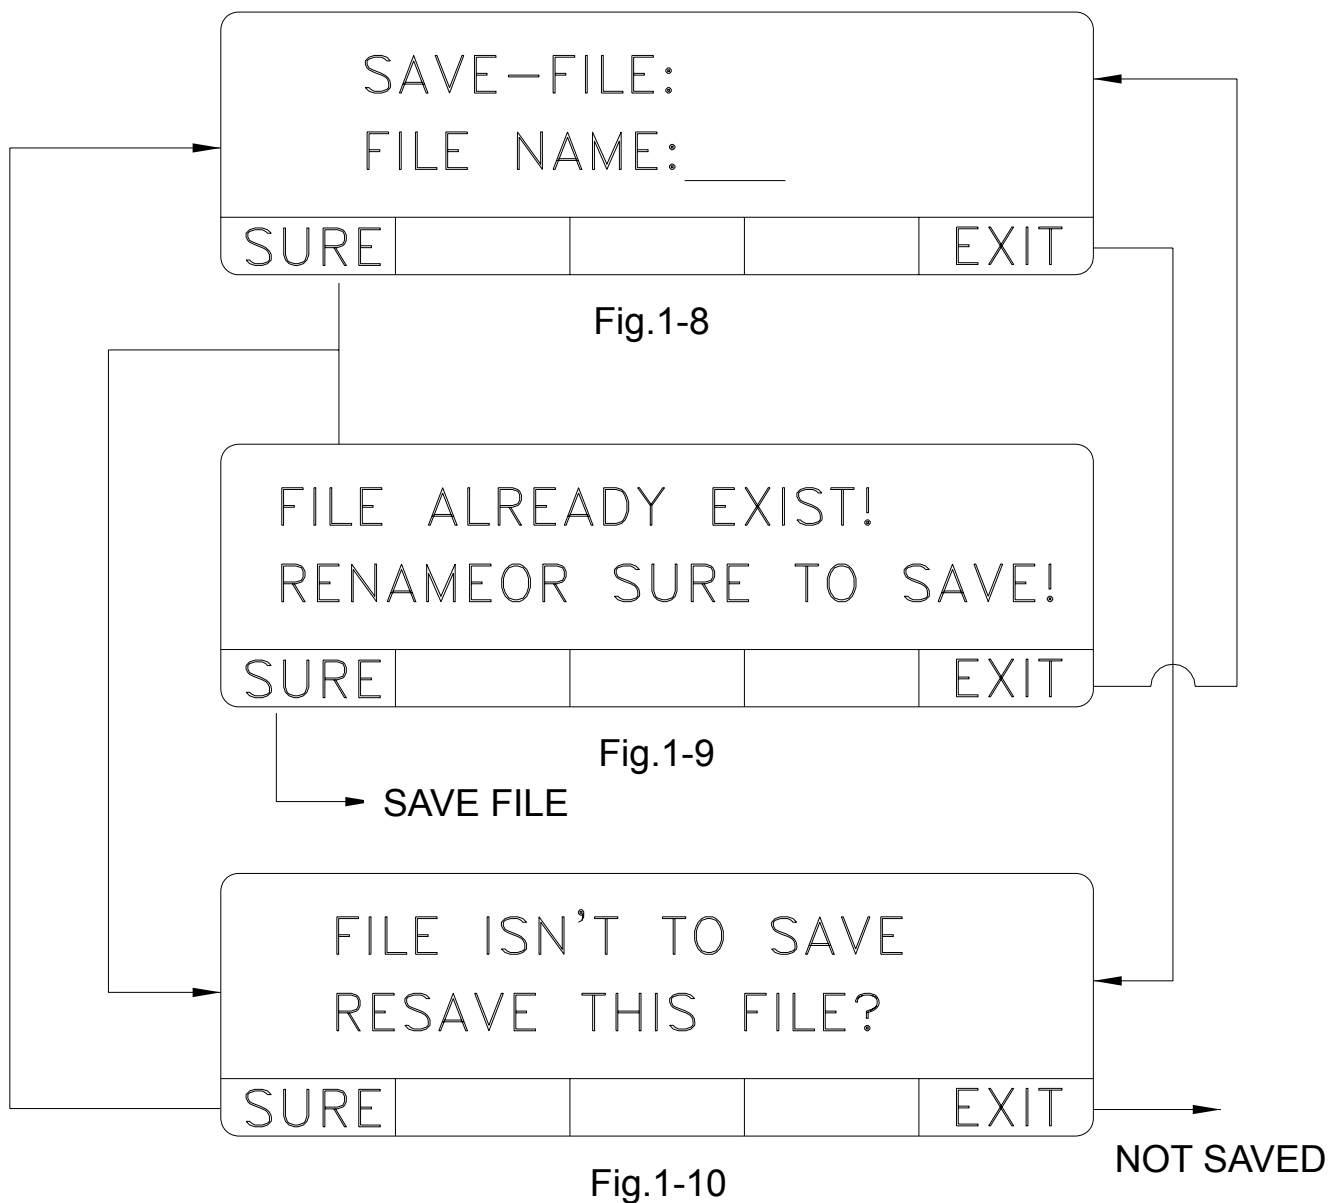 SAVE-FILE:
FILE NAME:____
SURE EXIT
Fig.1-8
FILE ALREADY EXIST!
RENAMEOR SURE TO SAVE!
SURE EXIT
Fig.1-9
SAVE FILE
FILE ISN'T TO SAVE
RESAVE THIS FILE?
SURE EXIT
NOT SAVED
Fig.1-10